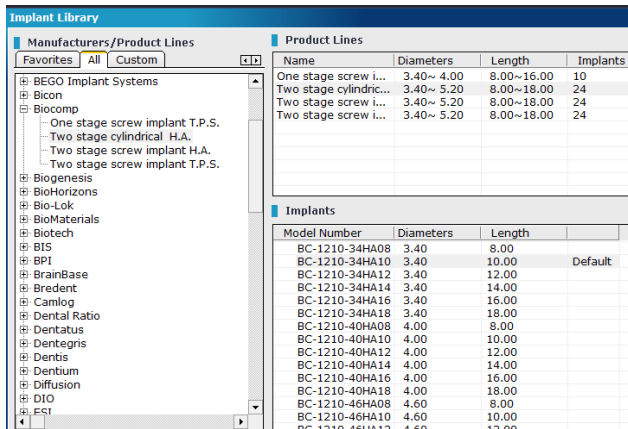 Implant Library
Manufacturers/Product Lines
Favorites All Custom
BEGO Implant Systems
Bicon
Biocomp
One stage screw implant T.P.S.
Two stage cylindrical H.A.
Two stage screw implant H.A.
Two stage screw implant T.P.S.
Biogenesis
BioHorizons
Bio-Lok
BioMaterials
Biotech
BIS
BPI
BrainBase
Bredent
Camlog
Dental Ratio
Dentatus
Dentegris
Dentis
Dentium
Diffusion
DIO
ESI
Product Lines
Name Diameters Length Implants
One stage screw i... 3.40~ 4.00 8.00~16.00 10
Two stage cylindric... 3.40~ 5.20 8.00~18.00 24
Two stage screw i... 3.40~ 5.20 8.00~18.00 24
Two stage screw i... 3.40~ 5.20 8.00~18.00 24
Implants
Model Number Diameters Length
BC-1210-34HA08 3.40 8.00
BC-1210-34HA10 3.40 10.00 Default
BC-1210-34HA12 3.40 12.00
BC-1210-34HA14 3.40 14.00
BC-1210-34HA16 3.40 16.00
BC-1210-34HA18 3.40 18.00
BC-1210-40HA08 4.00 8.00
BC-1210-40HA10 4.00 10.00
BC-1210-40HA12 4.00 12.00
BC-1210-40HA14 4.00 14.00
BC-1210-40HA16 4.00 16.00
BC-1210-40HA18 4.00 18.00
BC-1210-46HA08 4.60 8.00
BC-1210-46HA10 4.60 10.00
BC-1210-46HA12 4.60 12.00